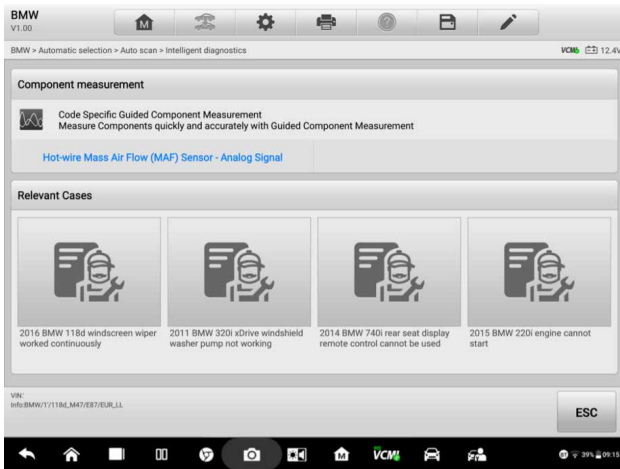 BMW
V1.00
BMW > Automatic selection > Auto scan > Intelligent diagnostics
VCMI 12.4V
Component measurement
Code Specific Guided Component Measurement
Measure Components quickly and accurately with Guided Component Measurement
Hot-wire Mass Air Flow (MAF) Sensor - Analog Signal
Relevant Cases
2016 BMW 118d windscreen wiper
worked continuously
2011 BMW 320i xDrive windshield
washer pump not working
2014 BMW 740i rear seat display
remote control cannot be used
2015 BMW 220i engine cannot
start
VIN:
Info:BMW/1'/118d_M47/E87/EUR_LL
ESC
VCMI
39% 09:15